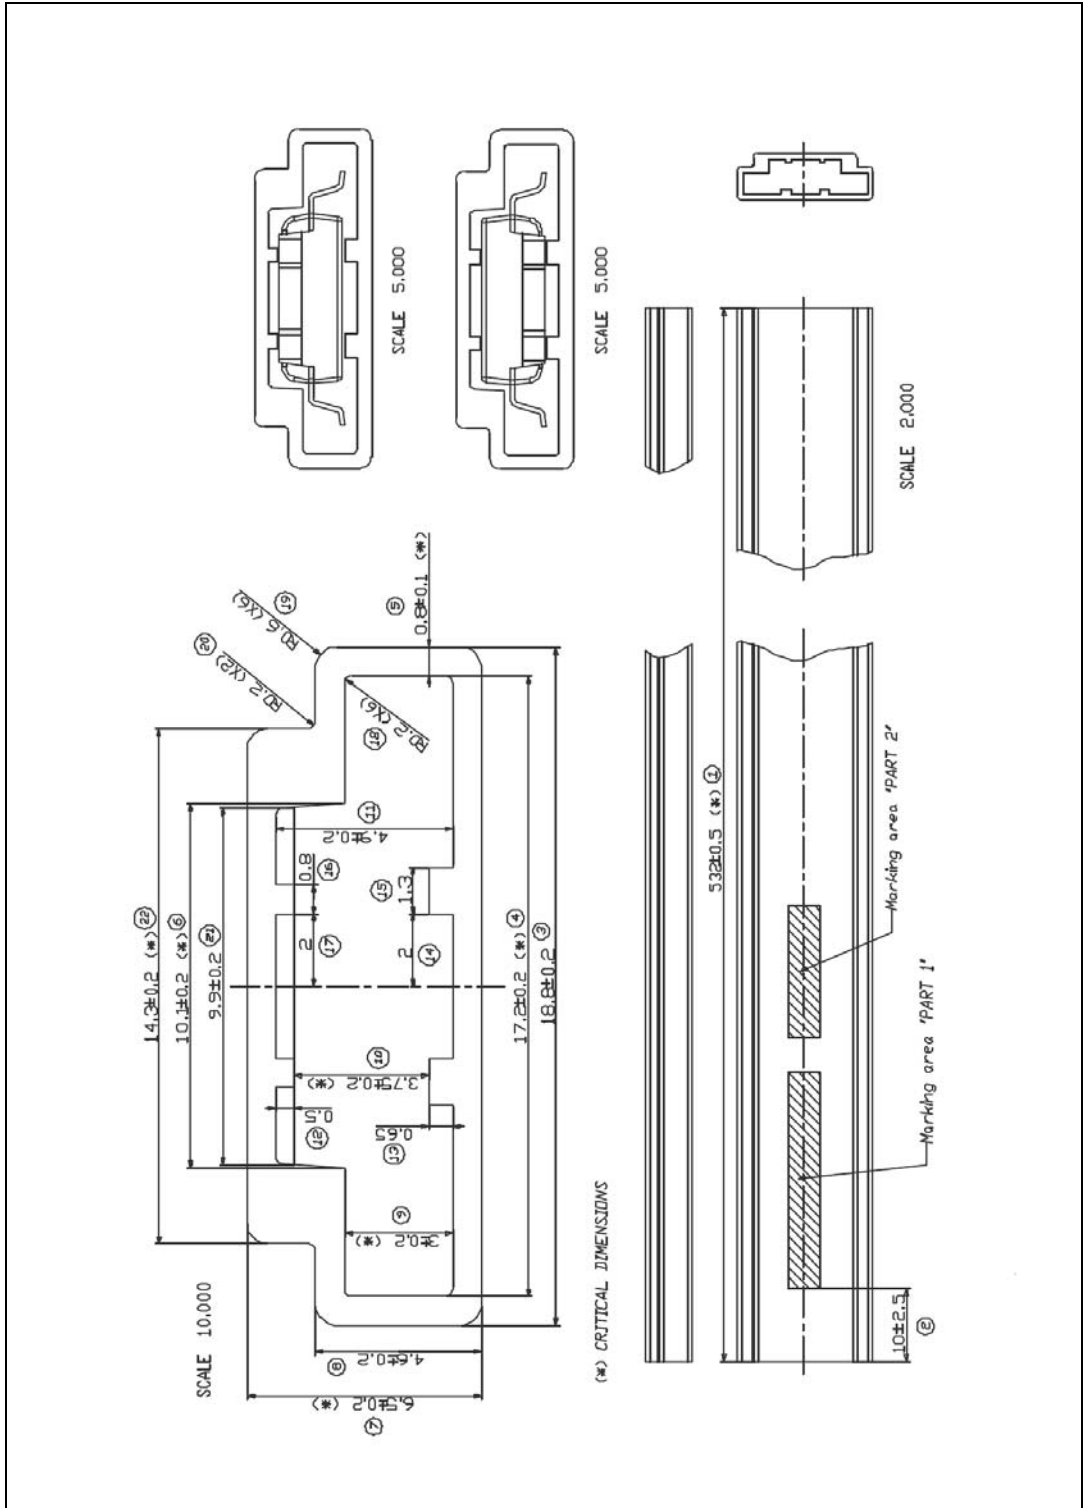 SCALE 5,000
SCALE 5,000
SCALE 2,000
SCALE 10,000
14.3±0.2 (*) 22
10.1±0.2 (*) 6
9.9±0.2 21
R0.2 (X2) 20
R0.6 (X6) 19
0.8±0.1 (*) 5
R0.2 (X6) 18
4.9±0.2 11
0.8 16
2 17
1.3 15
2 14
3.75±0.2 (*) 10
0.5 12
0.65 13
3±0.2 (*) 9
17.2±0.2 (*) 4
18.8±0.2 3
4.6±0.2 8
6.5±0.2 (*) 7
(*) CRITICAL DIMENSIONS
532±0.5 (*) 1
Marking area 'PART 2'
Marking area 'PART 1'
10±2.5
2